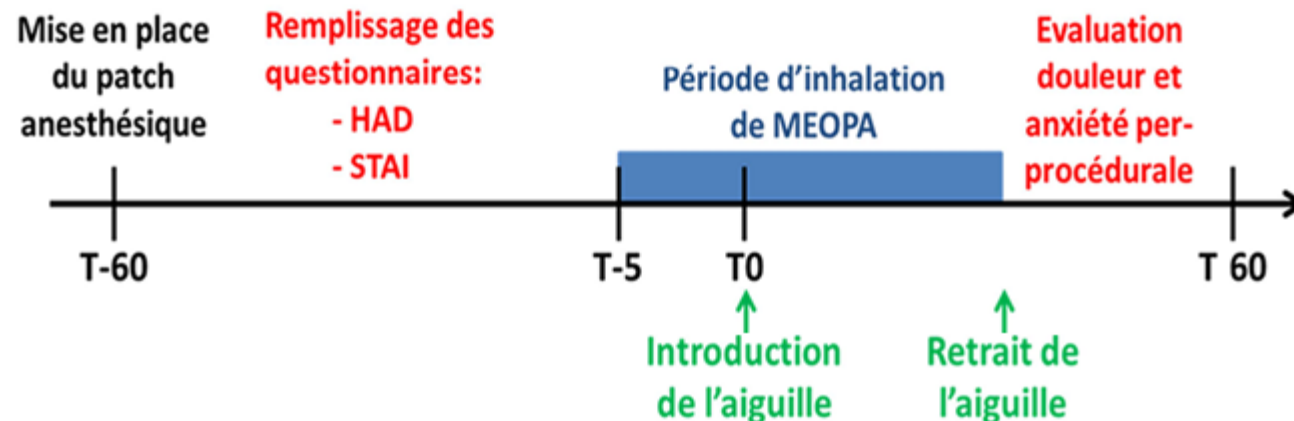 Mise en place
du patch
anesthésique
Remplissage des
questionnaires:
- HAD
- STAI
Période d'inhalation
de MEOPA
Evaluation
douleur et
anxiété per-
procédurale
T-60
T-5
T0
T 60
Introduction
de l'aiguille
Retrait de
l'aiguille